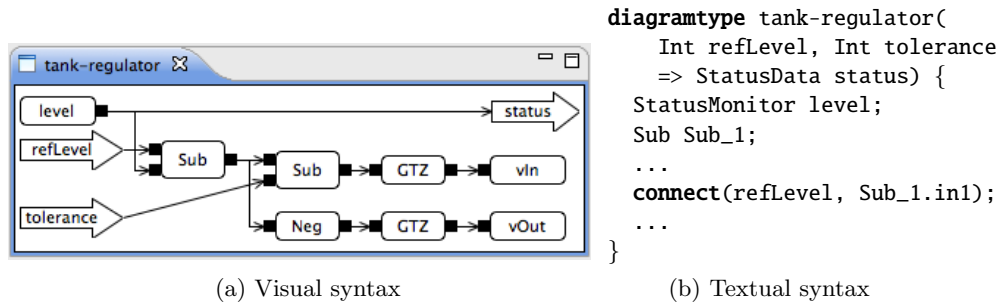 tank-regulator
level
status
refLevel
Sub
Sub
GTZ
vIn
tolerance
Neg
GTZ
vOut
(a) Visual syntax
diagramtype tank-regulator(
Int refLevel, Int tolerance
=> StatusData status) {
StatusMonitor level;
Sub Sub_1;
...
connect(refLevel, Sub_1.in1);
...
}
(b) Textual syntax